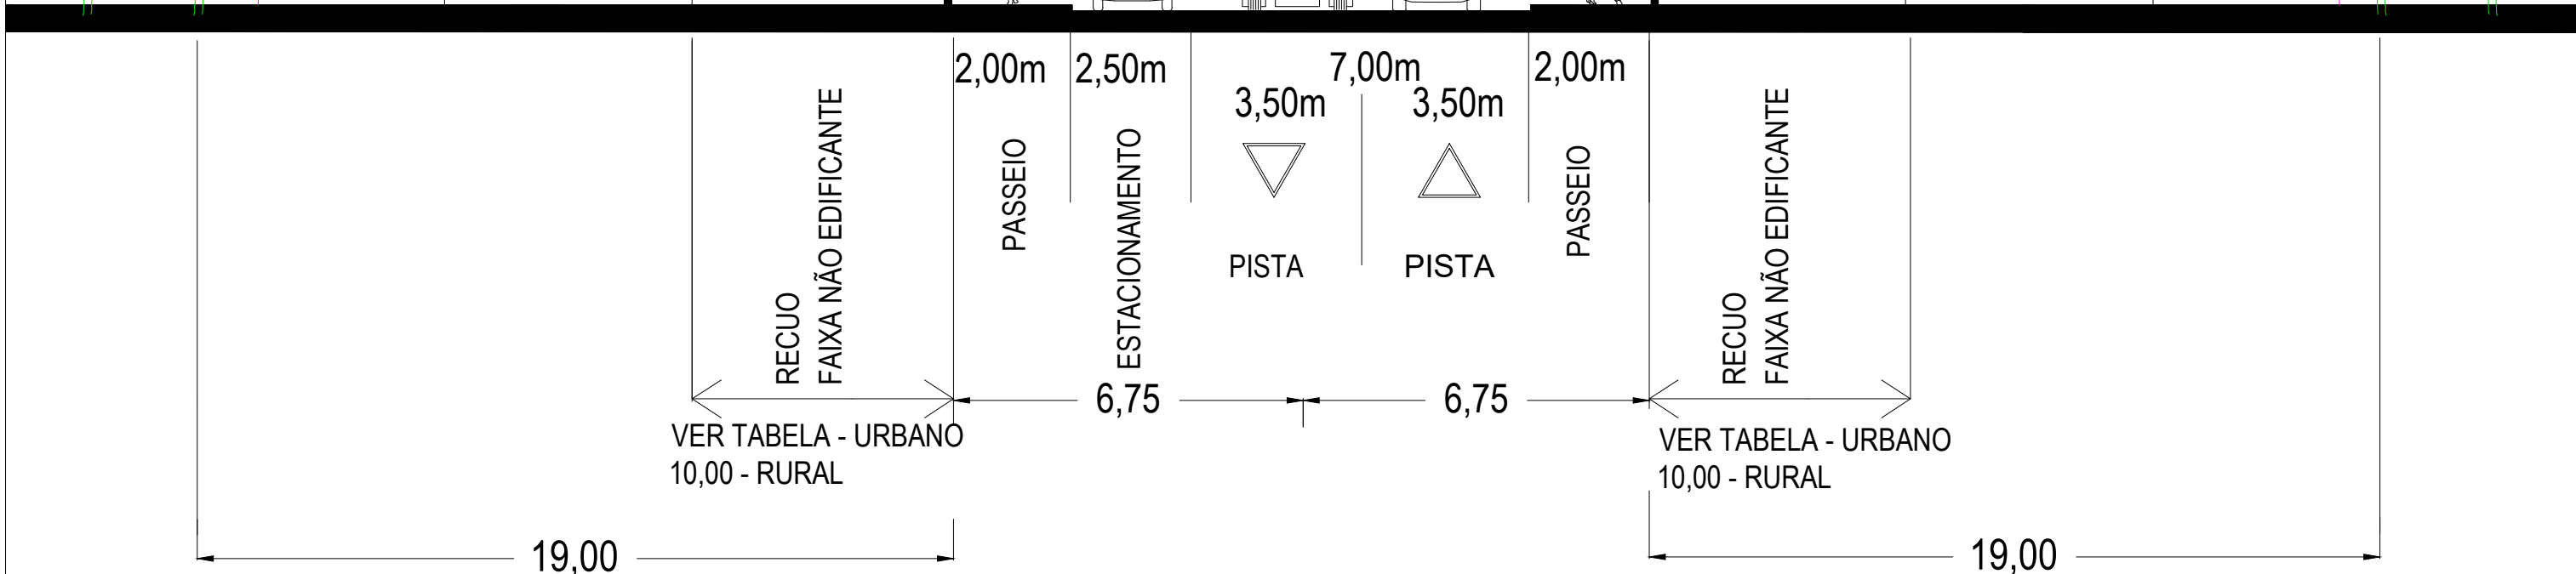 2,00m
2,50m
7,00m
2,00m
3,50m
3,50m
RECUO
FAIXA NÃO EDIFICANTE
PASSEIO
ESTACIONAMENTO
PISTA
PISTA
PASSEIO
RECUO
FAIXA NÃO EDIFICANTE
6,75
6,75
VER TABELA - URBANO
10,00 - RURAL
VER TABELA - URBANO
10,00 - RURAL
19,00
19,00